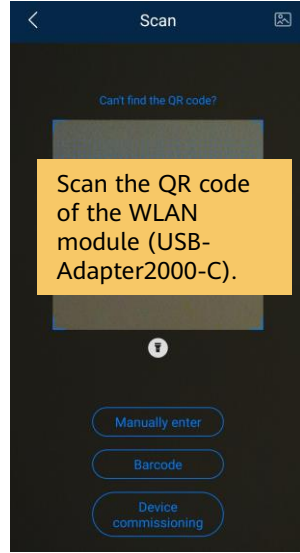 Scan
Can't find the QR code?
Scan the QR code
of the WLAN
module (USB-
Adapter2000-C).
Manually enter
Barcode
Device
commissioning